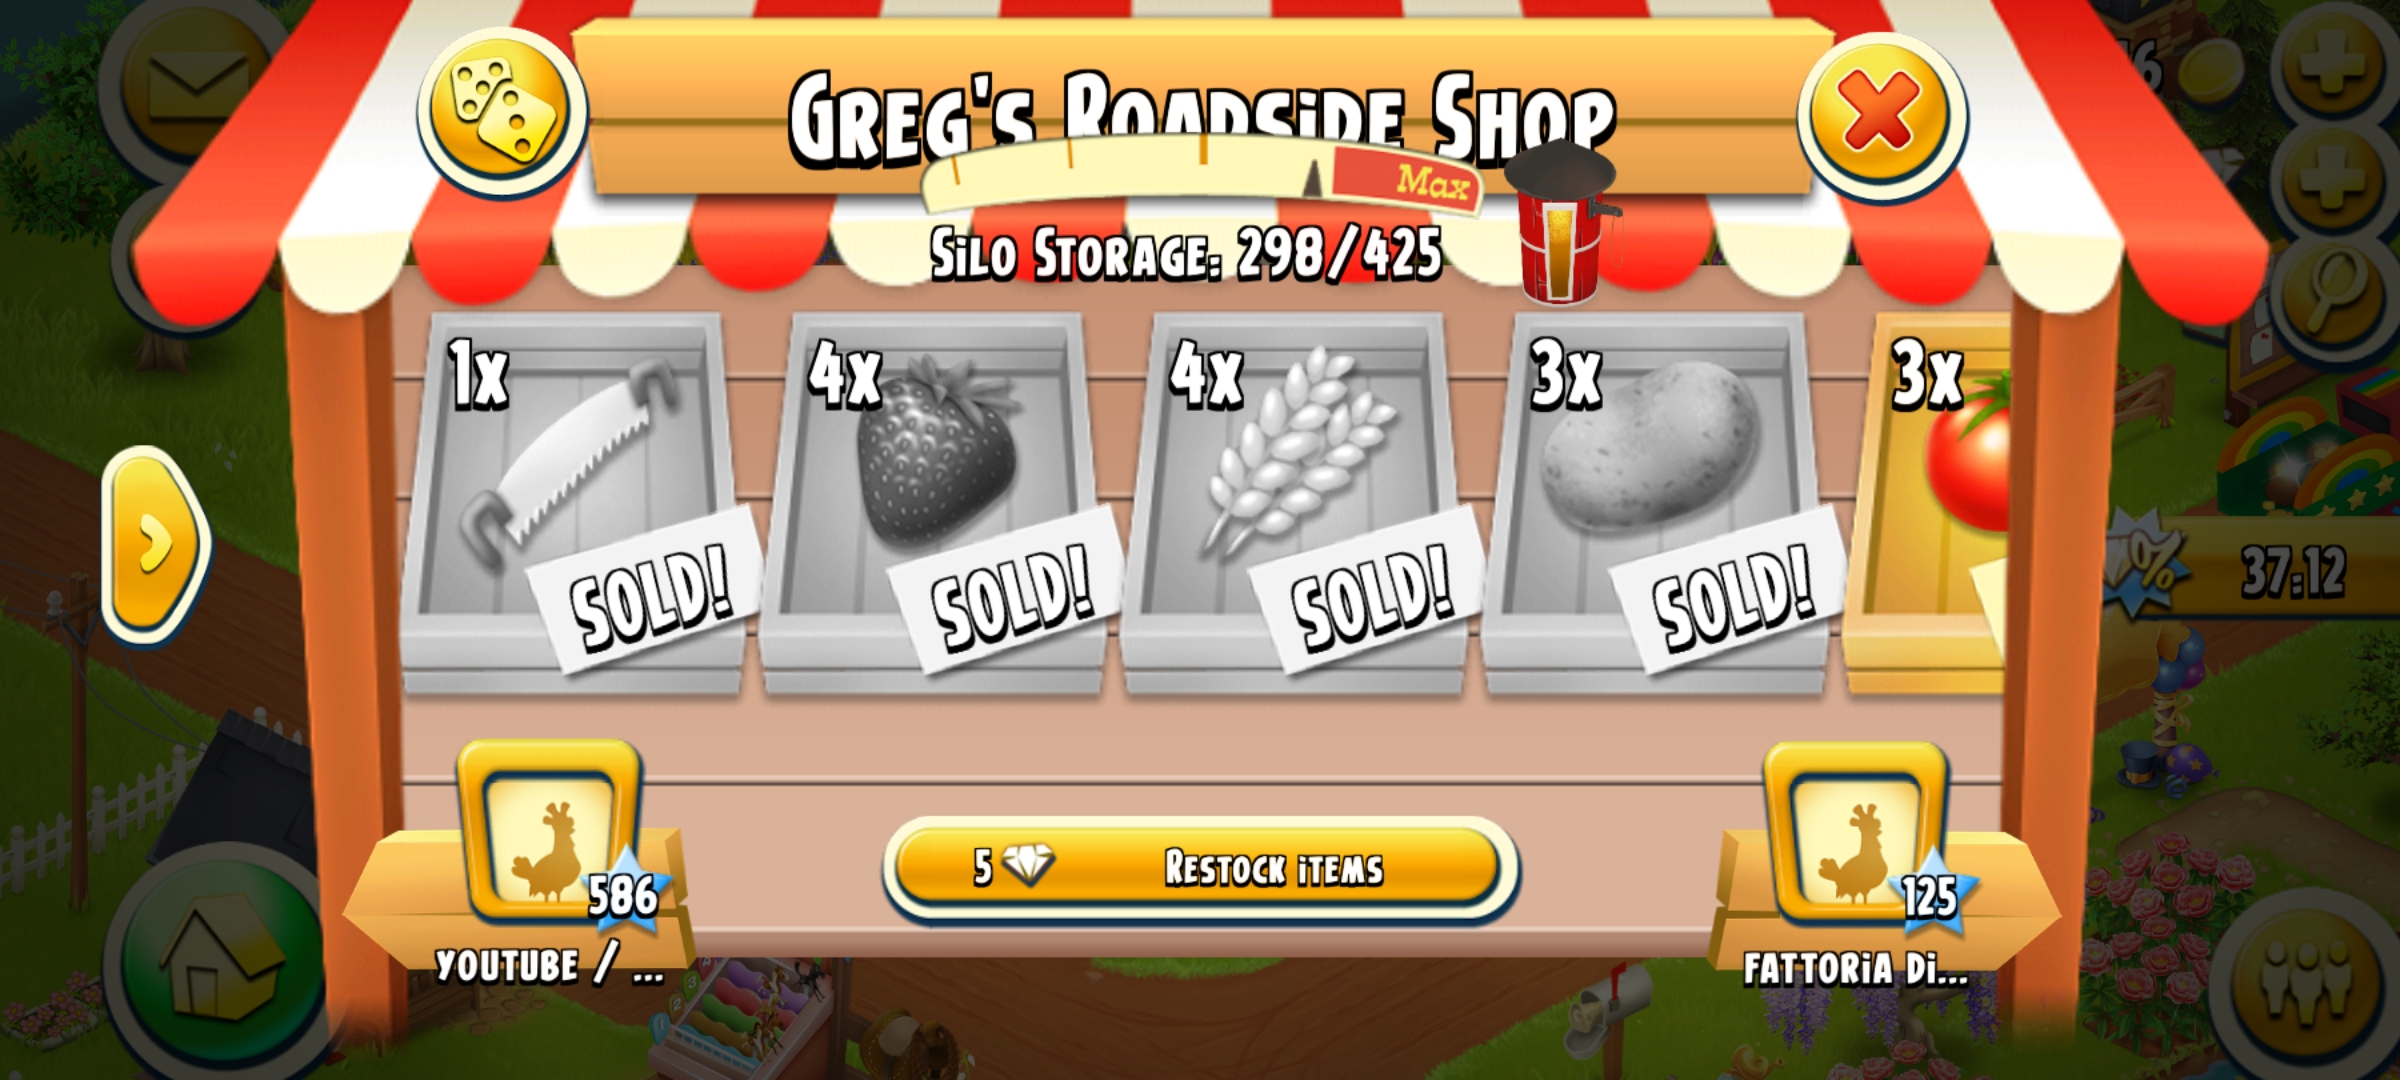 GREG'S ROADSIDE SHOP
Max
SILO STORAGE: 298/425
1x
4x
4x
3x
3x
SOLD!
SOLD!
SOLD!
SOLD!
37:12
586
YOUTUBE / ...
5
RESTOCK ITEMS
125
FATTORIA DI...